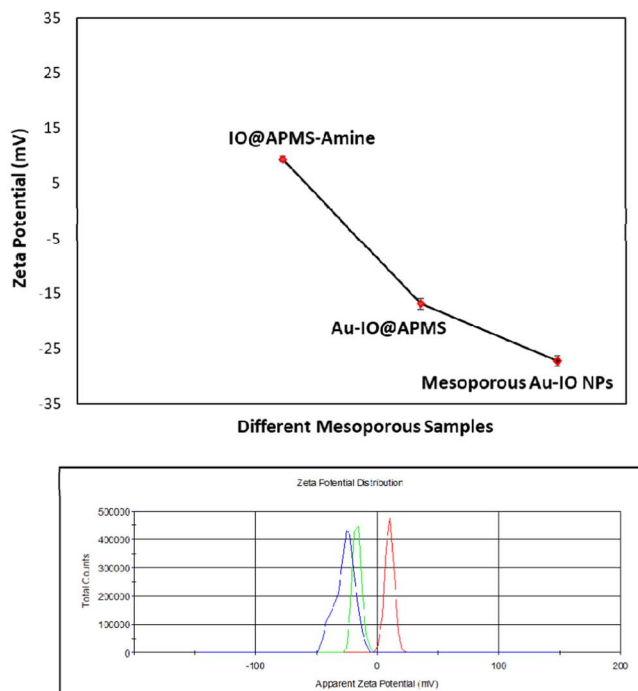 35
25
15
5
-5
-15
-25
-35
Zeta Potential (mV)
IO@APMS-Amine
Au-IO@APMS
Mesoporous Au-IO NPs
Different Mesoporous Samples
Zeta Potential Distribution
500000
400000
300000
200000
100000
0
Total Counts
-100 0 100 200
Apparent Zeta Potential (mV)